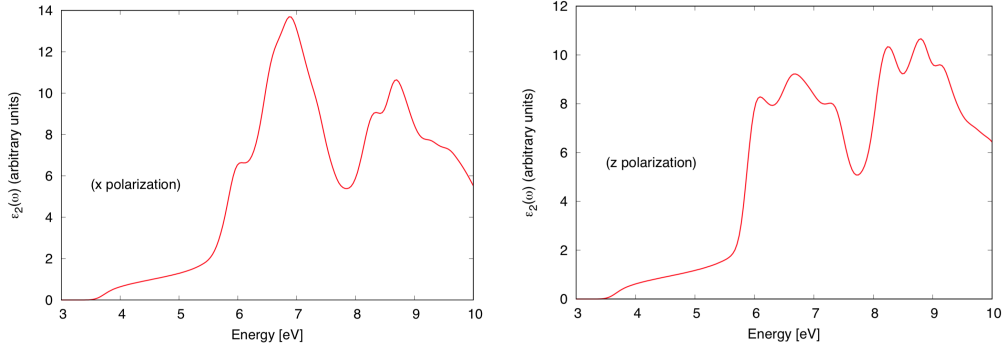 14
12
10
8
6
4
2
0
ε2(ω) (arbitrary units)
(x polarization)
3 4 5 6 7 8 9 10
Energy [eV]
12
10
8
6
4
2
0
ε2(ω) (arbitrary units)
(z polarization)
3 4 5 6 7 8 9 10
Energy [eV]